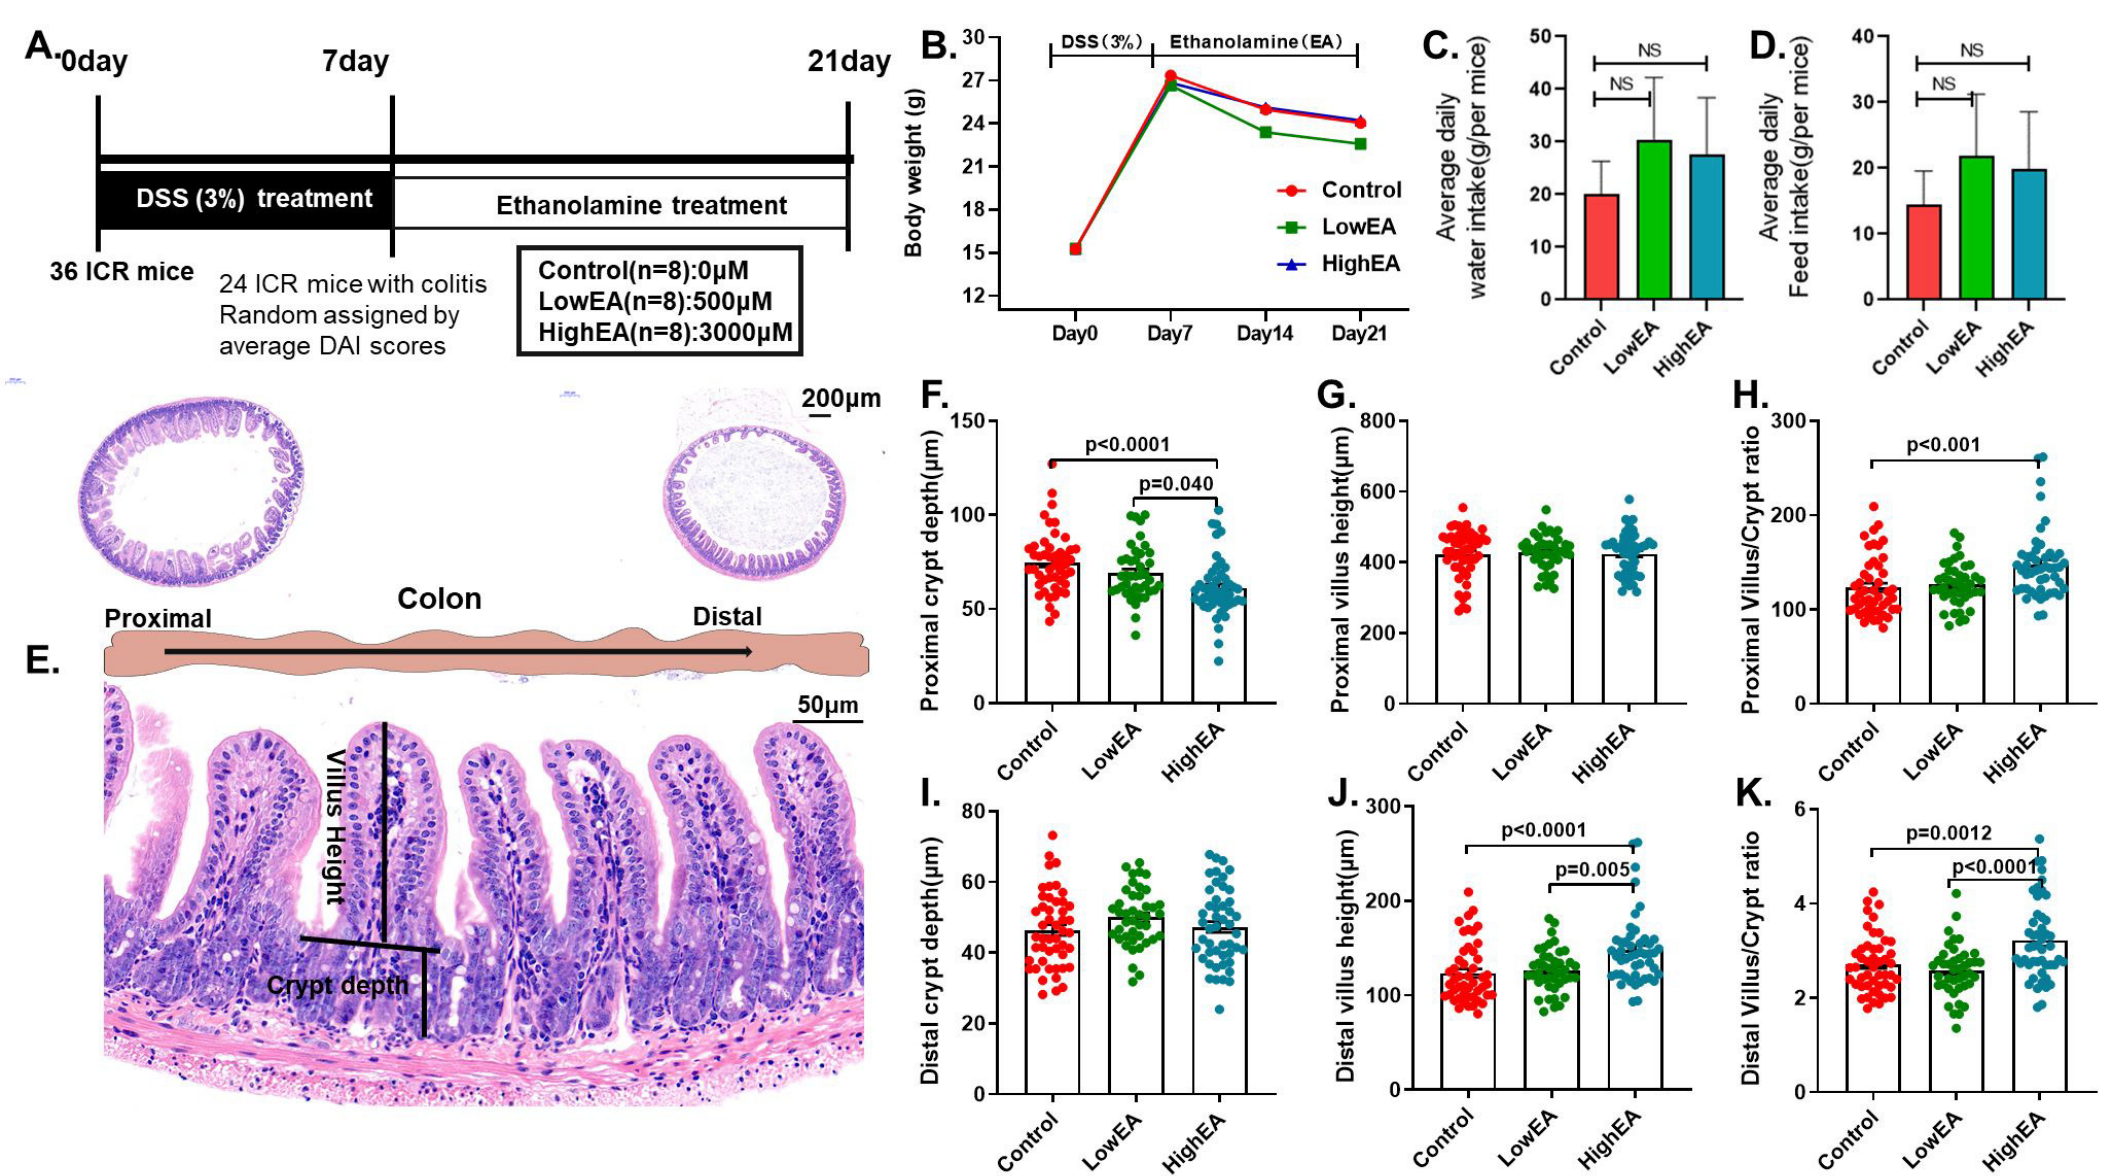 A.
0day 7day 21day
DSS (3%) treatment
Ethanolamine treatment
36 ICR mice
24 ICR mice with colitis
Random assigned by
average DAI scores
Control(n=8):0µM
LowEA(n=8):500µM
HighEA(n=8):3000µM
B.
Body weight (g)
30
27
24
21
18
15
12
DSS(3%) Ethanolamine(EA)
Control
LowEA
HighEA
Day0 Day7 Day14 Day21
C.
Average daily
water intake(g/per mice)
50
40
30
20
10
0
NS
NS
Control LowEA HighEA
D.
Average daily
Feed intake(g/per mice)
40
30
20
10
0
NS
NS
Control LowEA HighEA
E.
200µm
Colon
Proximal Distal
50µm
Villus Height
Crypt depth
F.
Proximal crypt depth(µm)
150
100
50
0
p<0.0001
p=0.040
Control LowEA HighEA
G.
Proximal villus height(µm)
800
600
400
200
0
Control LowEA HighEA
H.
Proximal Villus/Crypt ratio
300
200
100
0
p<0.001
Control LowEA HighEA
I.
Distal crypt depth(µm)
80
60
40
20
0
Control LowEA HighEA
J.
Distal villus height(µm)
300
200
100
0
p<0.0001
p=0.005
Control LowEA HighEA
K.
Distal Villus/Crypt ratio
6
4
2
0
p=0.0012
p<0.0001
Control LowEA HighEA